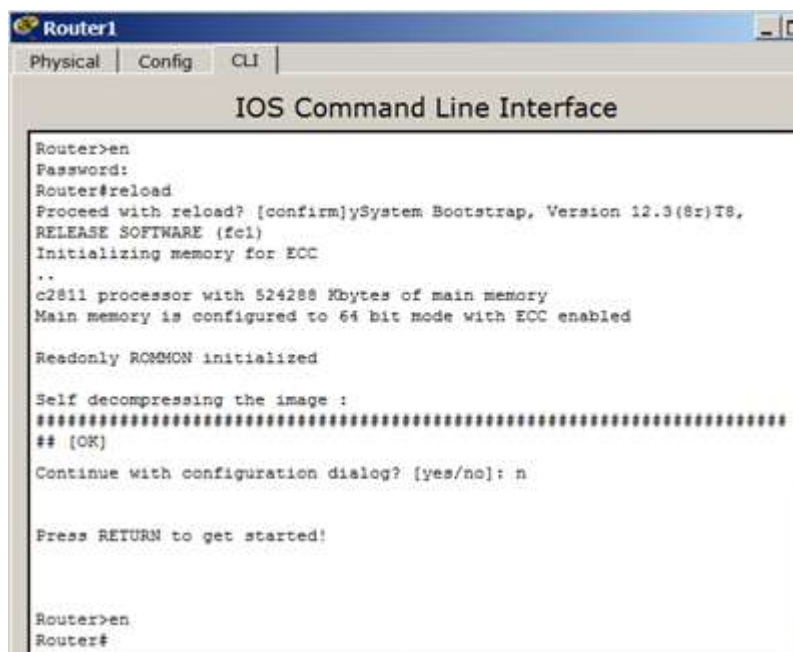 Router1
Physical Config CLI
IOS Command Line Interface
Router>en
Password:
Router#reload
Proceed with reload? [confirm]ySystem Bootstrap, Version 12.3(8r)T8,
RELEASE SOFTWARE (fc1)
Initializing memory for ECC
..
c2811 processor with 524288 Kbytes of main memory
Main memory is configured to 64 bit mode with ECC enabled
Readonly ROMMON initialized
Self decompressing the image :
########################################################################
## [OK]
Continue with configuration dialog? [yes/no]: n
Press RETURN to get started!
Router>en
Router#